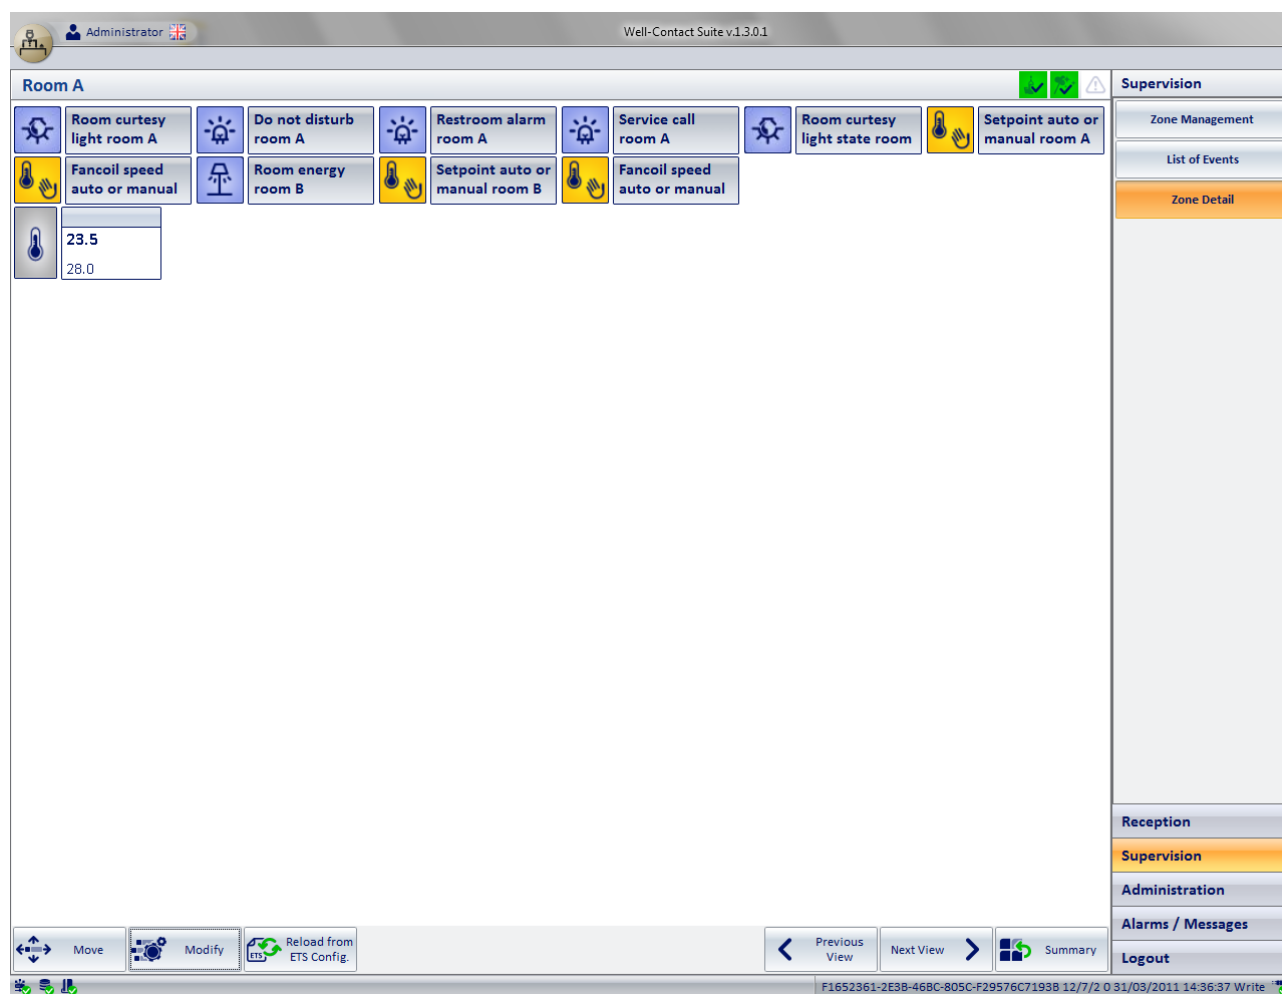 Administrator
Well-Contact Suite v.1.3.0.1
Room A
Supervision
Room curtesy
light room A
Do not disturb
room A
Restroom alarm
room A
Service call
room A
Room curtesy
light state room
Setpoint auto or
manual room A
Fancoil speed
auto or manual
Room energy
room B
Setpoint auto or
manual room B
Fancoil speed
auto or manual
23.5
28.0
Zone Management
List of Events
Zone Detail
Reception
Supervision
Administration
Alarms / Messages
Logout
Move
Modify
ETS
Reload from
ETS Config.
Previous
View
Next View
Summary
F1652361-2E3B-46BC-805C-F29576C7193B 12/7/2 0 31/03/2011 14:36:37 Write